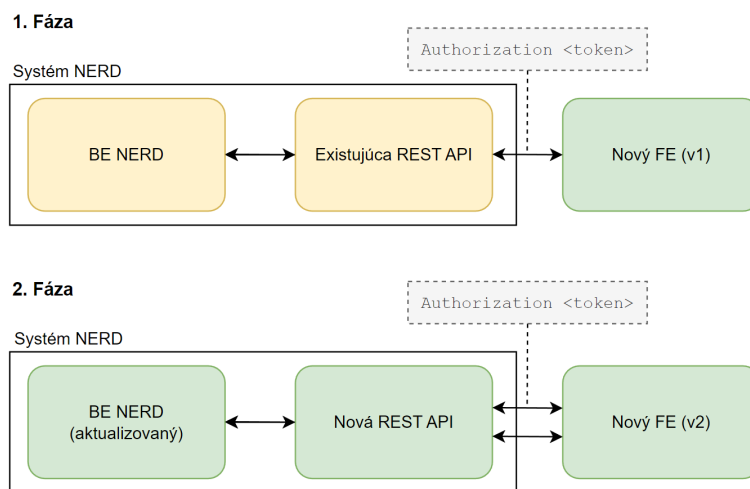 1. Fáza
Authorization <token>
Systém NERD
BE NERD
Existujúca REST API
Nový FE (v1)
2. Fáza
Authorization <token>
Systém NERD
BE NERD
(aktualizovaný)
Nová REST API
Nový FE (v2)